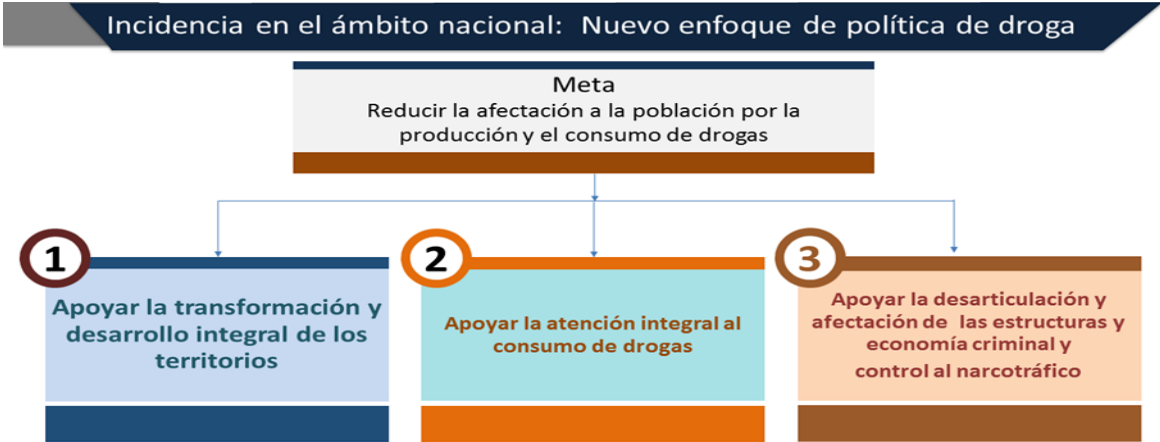 Incidencia en el ámbito nacional: Nuevo enfoque de política de droga
Meta
Reducir la afectación a la población por la
producción y el consumo de drogas
1
Apoyar la transformación y
desarrollo integral de los
territorios
2
Apoyar la atención integral al
consumo de drogas
3
Apoyar la desarticulación y
afectación de las estructuras y
economía criminal y
control al narcotráfico